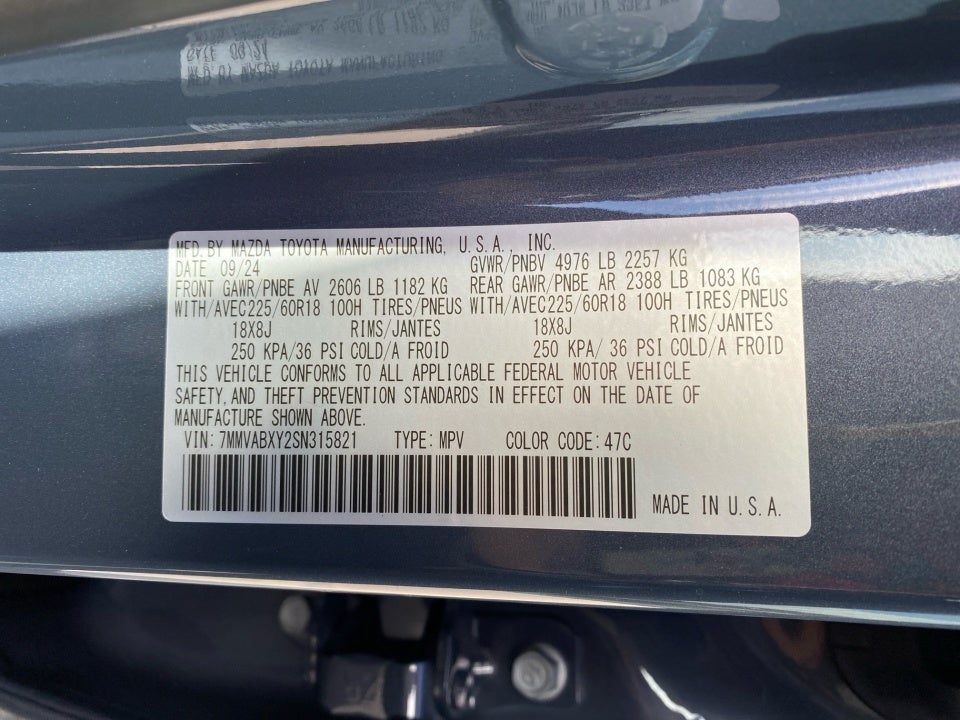 MFD. BY MAZDA TOYOTA MANUFACTURING, U.S.A., INC.
DATE 09/24 GVWR/PNBV 4976 LB 2257 KG
FRONT GAWR/PNBE AV 2606 LB 1182 KG REAR GAWR/PNBE AR 2388 LB 1083 KG
WITH/AVEC225/60R18 100H TIRES/PNEUS WITH/AVEC225/60R18 100H TIRES/PNEUS
18X8J RIMS/JANTES 18X8J RIMS/JANTES
250 KPA/36 PSI COLD/A FROID 250 KPA/ 36 PSI COLD/A FROID
THIS VEHICLE CONFORMS TO ALL APPLICABLE FEDERAL MOTOR VEHICLE
SAFETY, AND THEFT PREVENTION STANDARDS IN EFFECT ON THE DATE OF
MANUFACTURE SHOWN ABOVE.
VIN: 7MMVABXY2SN315821 TYPE: MPV COLOR CODE: 47C
MADE IN U.S.A.